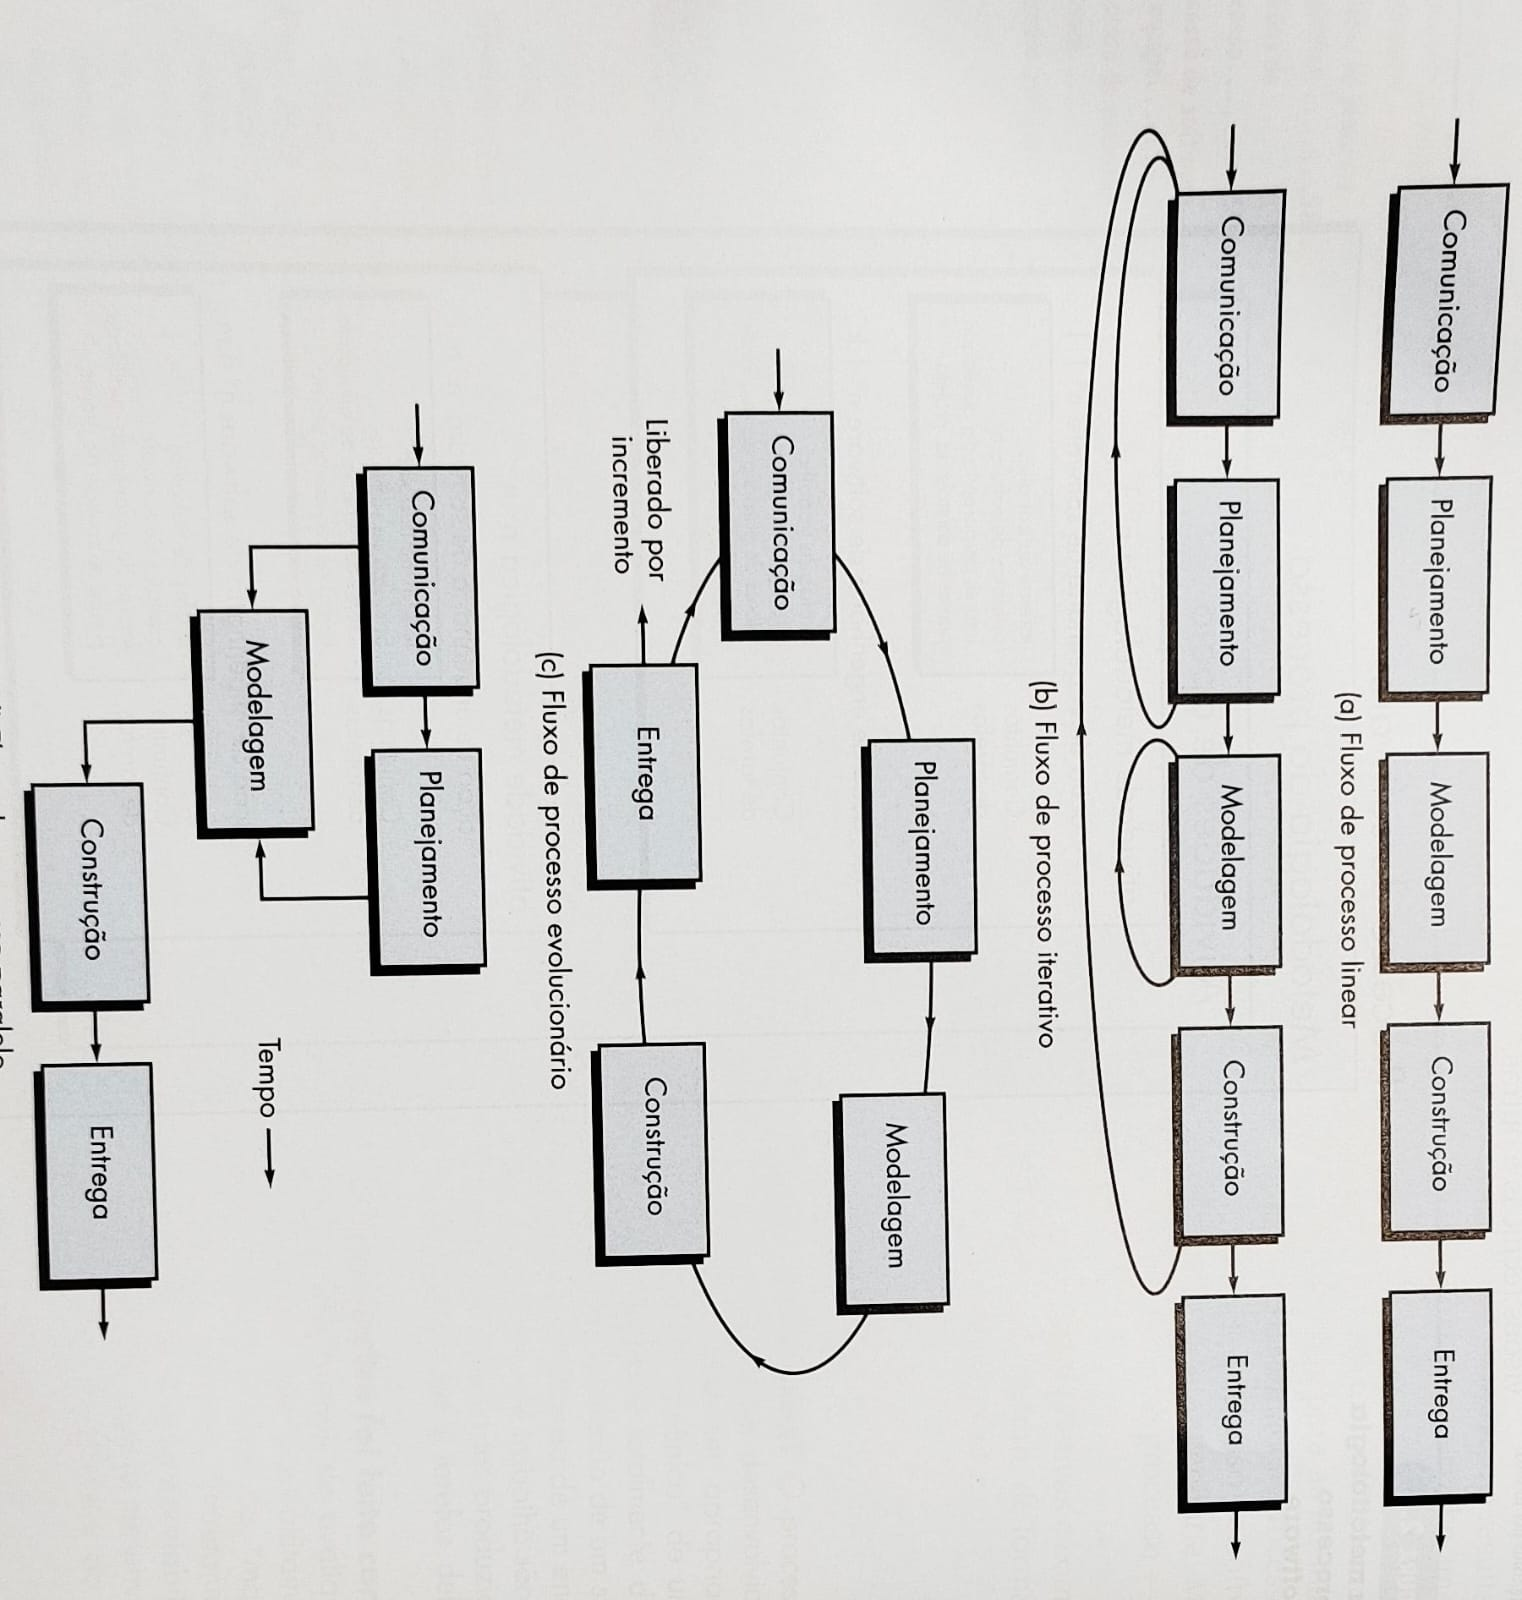 Comunicação
Planejamento
Modelagem
Construção
Entrega
(a) Fluxo de processo linear
Comunicação
Planejamento
Modelagem
Construção
Entrega
(b) Fluxo de processo iterativo
Planejamento
Modelagem
Comunicação
Liberado por
incremento
Entrega
Construção
(c) Fluxo de processo evolucionário
Comunicação
Planejamento
Modelagem
Tempo
Construção
Entrega